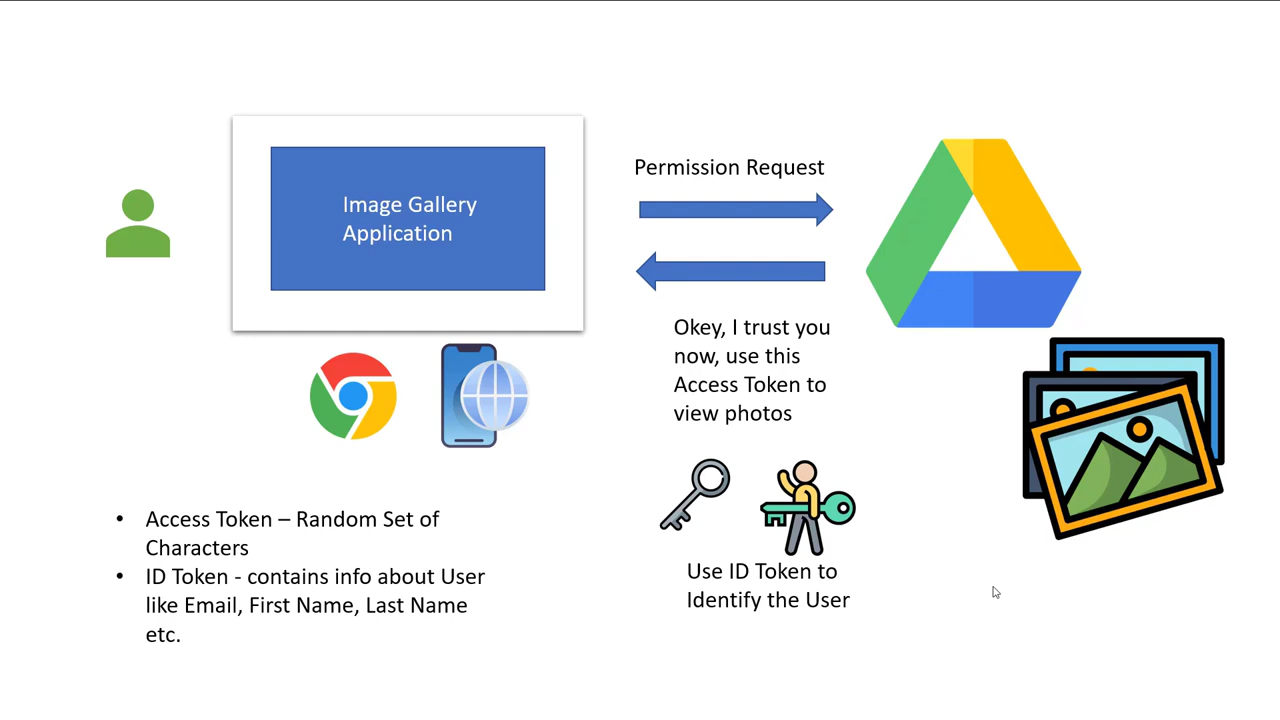 Permission Request
Image Gallery
Application
Okey, I trust you
now, use this
Access Token to
view photos
• Access Token – Random Set of
Characters
• ID Token - contains info about User
like Email, First Name, Last Name
etc.
Use ID Token to
Identify the User